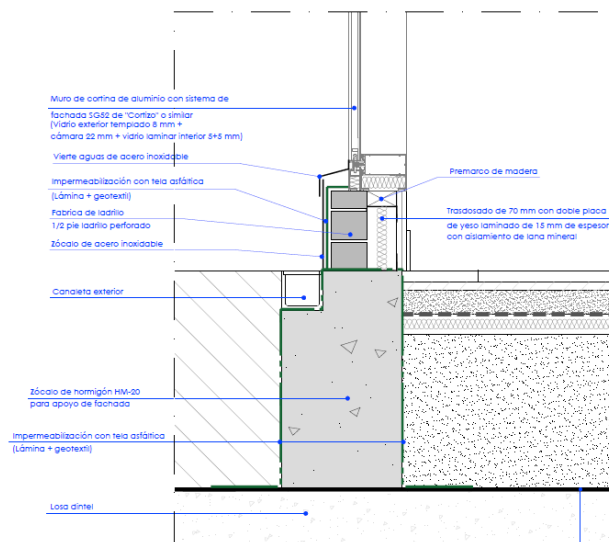 Muro de cortina de aluminio con sistema de
fachada SG52 de "Cortizo" o similar
(Vidrio exterior templado 8 mm +
cámara 22 mm + vidrio laminar interior 5+5 mm)
Vierte aguas de acero inoxidable
Impermeabilización con tela asfáltica
(Lámina + geotextil)
Fabrica de ladrillo
1/2 pie ladrillo perforado
Zócalo de acero inoxidable
Canaleta exterior
Zócalo de hormigón HM-20
para apoyo de fachada
Impermeabilización con tela asfáltica
(Lámina + geotextil)
Losa dintel
Premarco de madera
Trasdosado de 70 mm con doble placa
de yeso laminado de 15 mm de espesor
con aislamiento de lana mineral